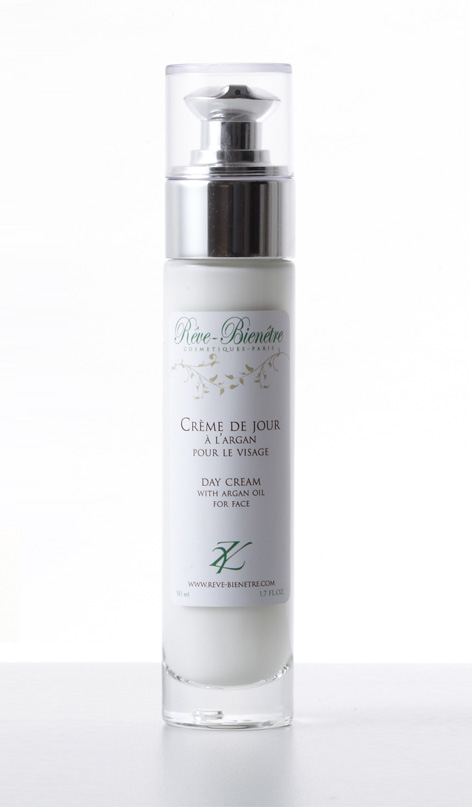 Rêve-Bienêtre
COSMETIQUES-PARIS
CRÈME DE JOUR
À L'ARGAN
POUR LE VISAGE
DAY CREAM
WITH ARGAN OIL
FOR FACE
WWW.REVE-BIENETRE.COM
50 ml 1.7 FL.OZ